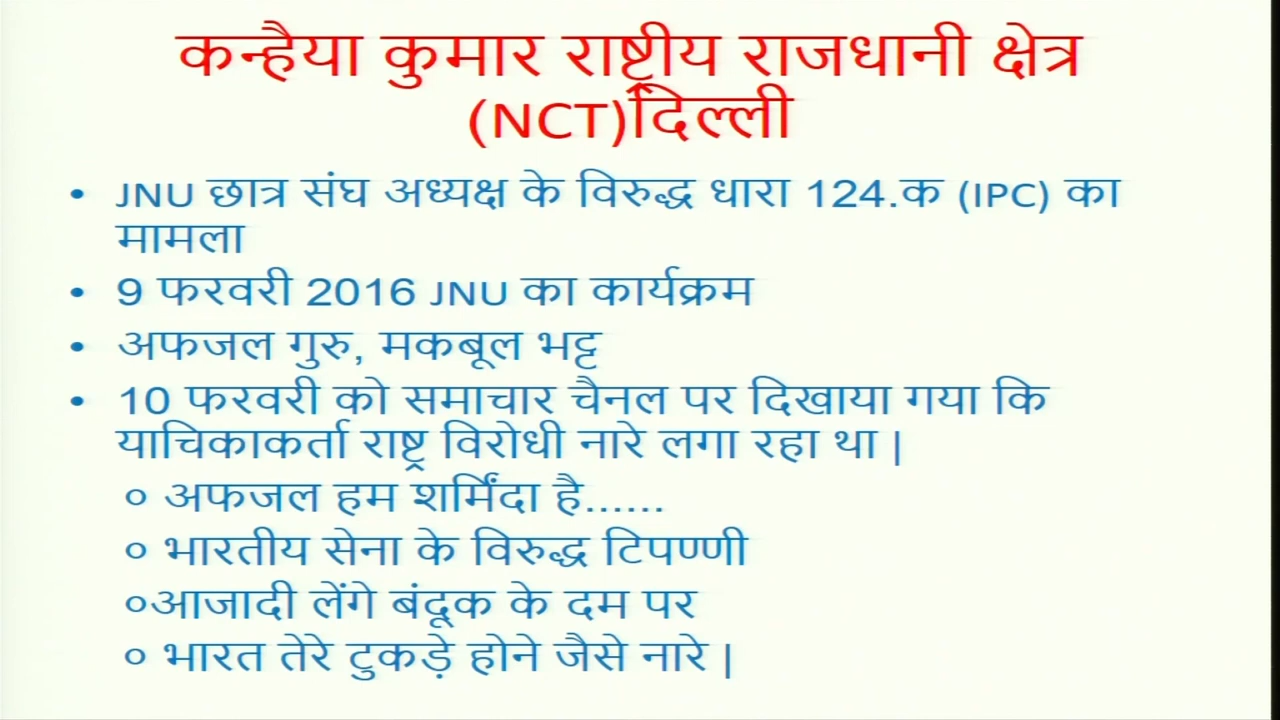 कन्हैया कुमार राष्ट्रीय राजधानी क्षेत्र
(NCT)दिल्ली
• JNU छात्र संघ अध्यक्ष के विरुद्ध धारा 124.क (IPC) का
मामला
• 9 फरवरी 2016 JNU का कार्यक्रम
• अफजल गुरु, मकबूल भट्ट
• 10 फरवरी को समाचार चैनल पर दिखाया गया कि
याचिकाकर्ता राष्ट्र विरोधी नारे लगा रहा था |
o अफजल हम शर्मिंदा है......
o भारतीय सेना के विरुद्ध टिपण्णी
oआजादी लेंगे बंदूक के दम पर
o भारत तेरे टुकड़े होने जैसे नारे |